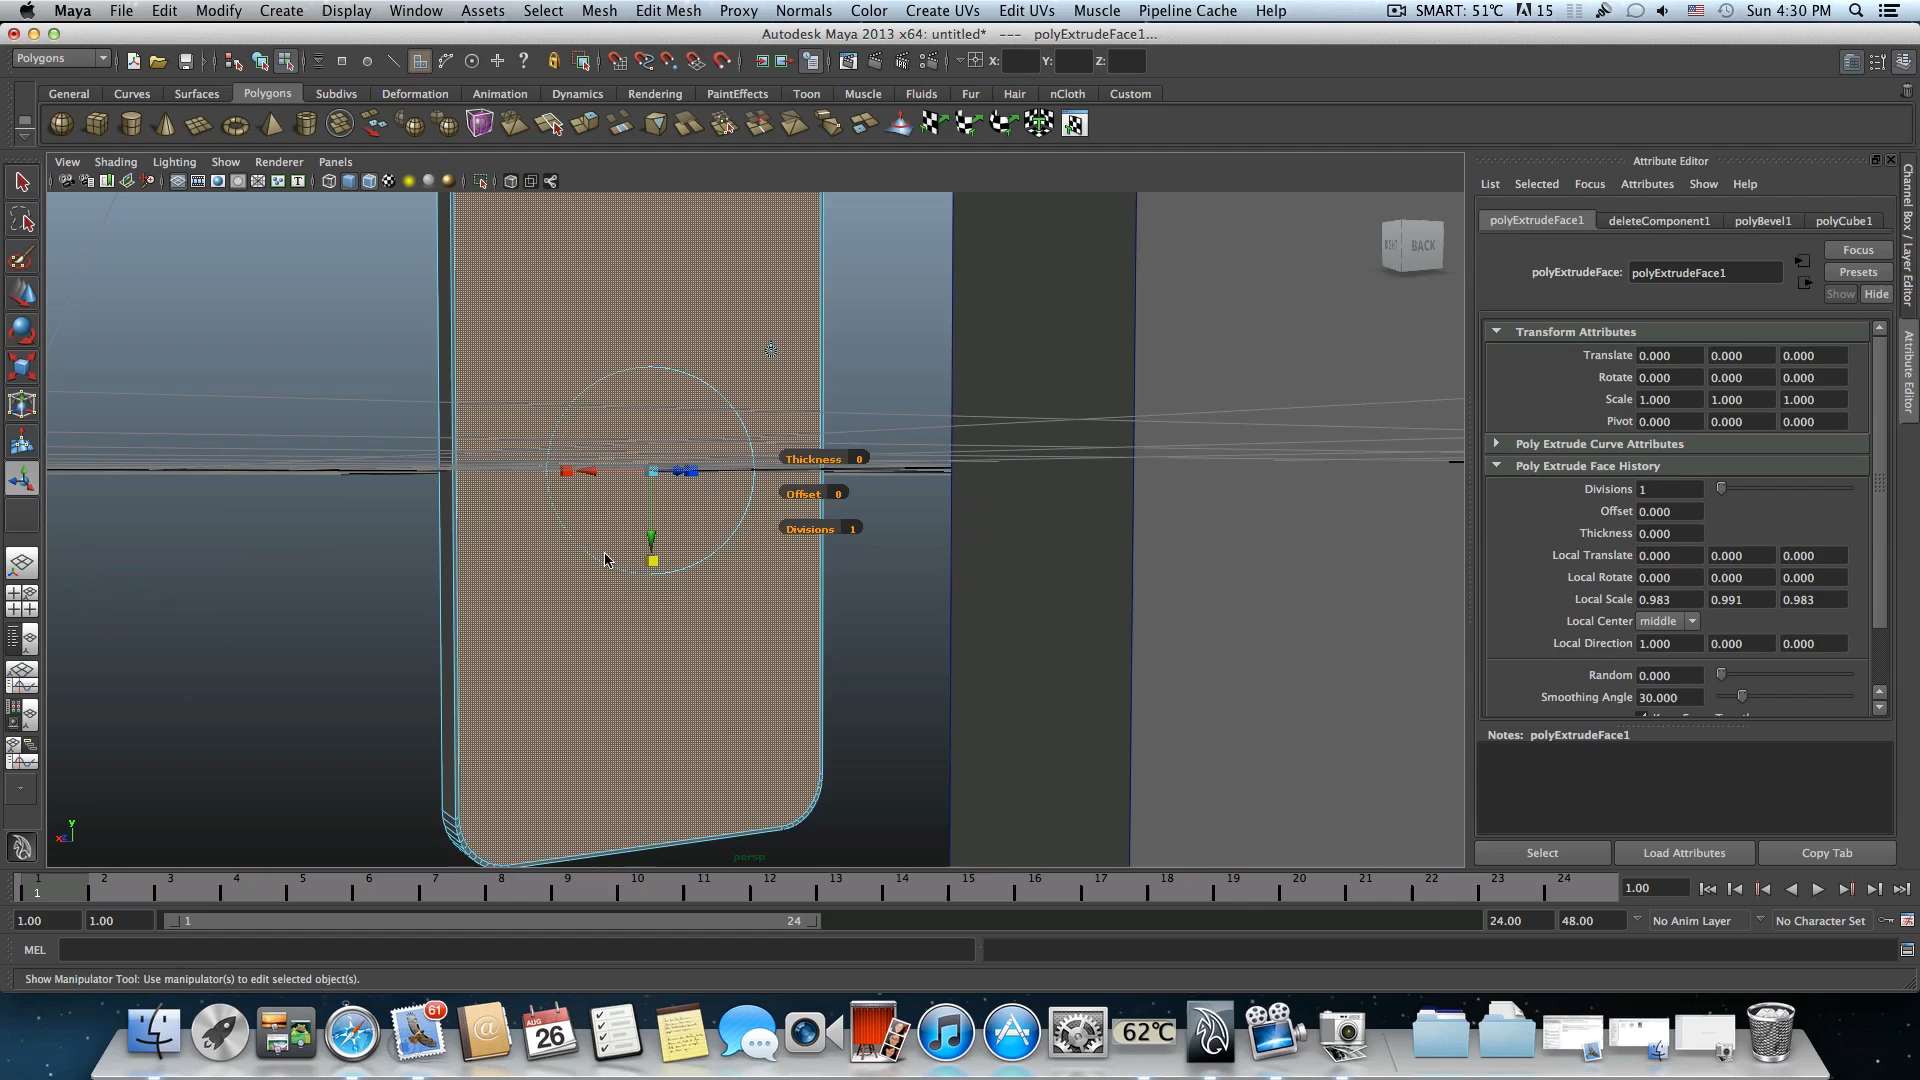 Maya File Edit Modify Create Display Window Assets Select Mesh Edit Mesh Proxy Normals Color Create UVs Edit UVs Muscle Pipeline Cache Help SMART: 51℃ 15 Sun 4:30 PM
Autodesk Maya 2013 x64: untitled* --- polyExtrudeFace1...
Polygons X: Y: Z:
General Curves Surfaces Polygons Subdivs Deformation Animation Dynamics Rendering PaintEffects Toon Muscle Fluids Fur Hair nCloth Custom
View Shading Lighting Show Renderer Panels
Attribute Editor
List Selected Focus Attributes Show Help
polyExtrudeFace1 deleteComponent1 polyBevel1 polyCube1
Focus
polyExtrudeFace: polyExtrudeFace1 Presets
Show Hide
Transform Attributes
Translate 0.000 0.000 0.000
Rotate 0.000 0.000 0.000
Scale 1.000 1.000 1.000
Pivot 0.000 0.000 0.000
Poly Extrude Curve Attributes
Poly Extrude Face History
Divisions 1
Offset 0.000
Thickness 0.000
Local Translate 0.000 0.000 0.000
Local Rotate 0.000 0.000 0.000
Local Scale 0.983 0.991 0.983
Local Center middle
Local Direction 1.000 0.000 0.000
Random 0.000
Smoothing Angle 30.000
Notes: polyExtrudeFace1
Select Load Attributes Copy Tab
Channel Box / Layer Editor
Attribute Editor
BACK
Thickness 0
Offset 0
Divisions 1
y
persp
1 2 3 4 5 6 7 8 9 10 11 12 13 14 15 16 17 18 19 20 21 22 23 24
1 1.00
1.00 1.00 1 24 24.00 48.00 No Anim Layer No Character Set
MEL
Show Manipulator Tool: Use manipulator(s) to edit selected object(s).
61
AUG
26
62℃